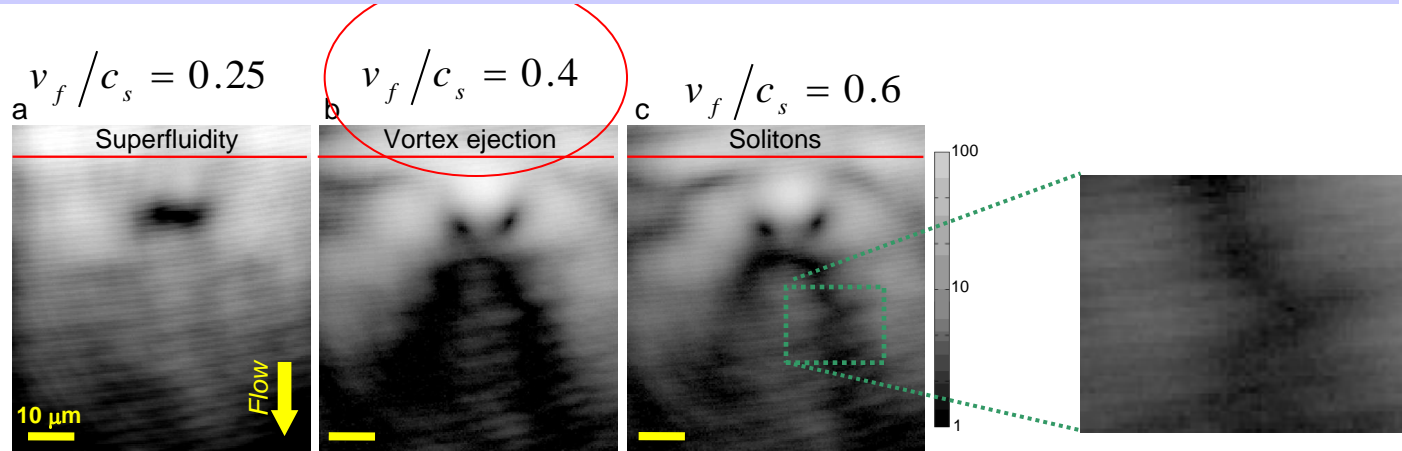 v_f/c_s = 0.25
v_f/c_s = 0.4
v_f/c_s = 0.6
a
b
c
Superfluidity
Vortex ejection
Solitons
100
10
1
Flow
10 μm